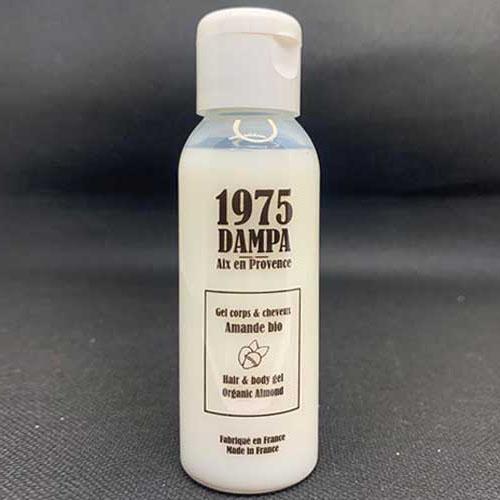 1975
DAMPA
Aix en Provence
Gel corps & cheveux
Amande bio
Hair & body gel
Organic Almond
Fabriqué en France
Made in France